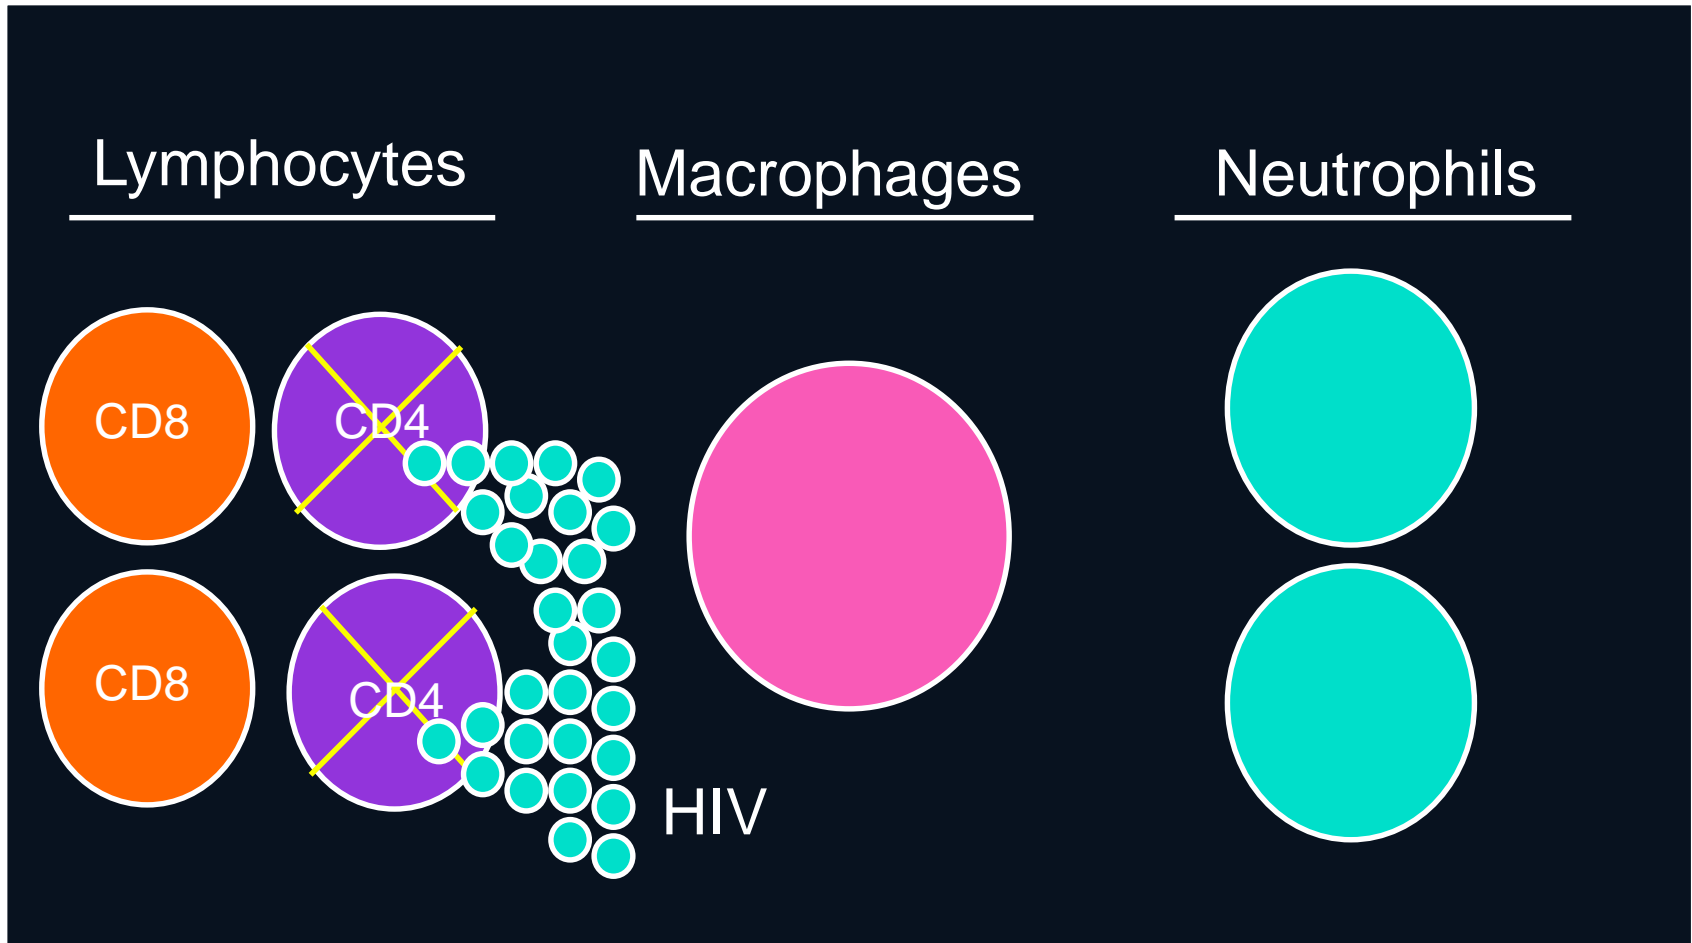 Lymphocytes
Macrophages
Neutrophils
CD8
CD4
CD8
CD4
HIV